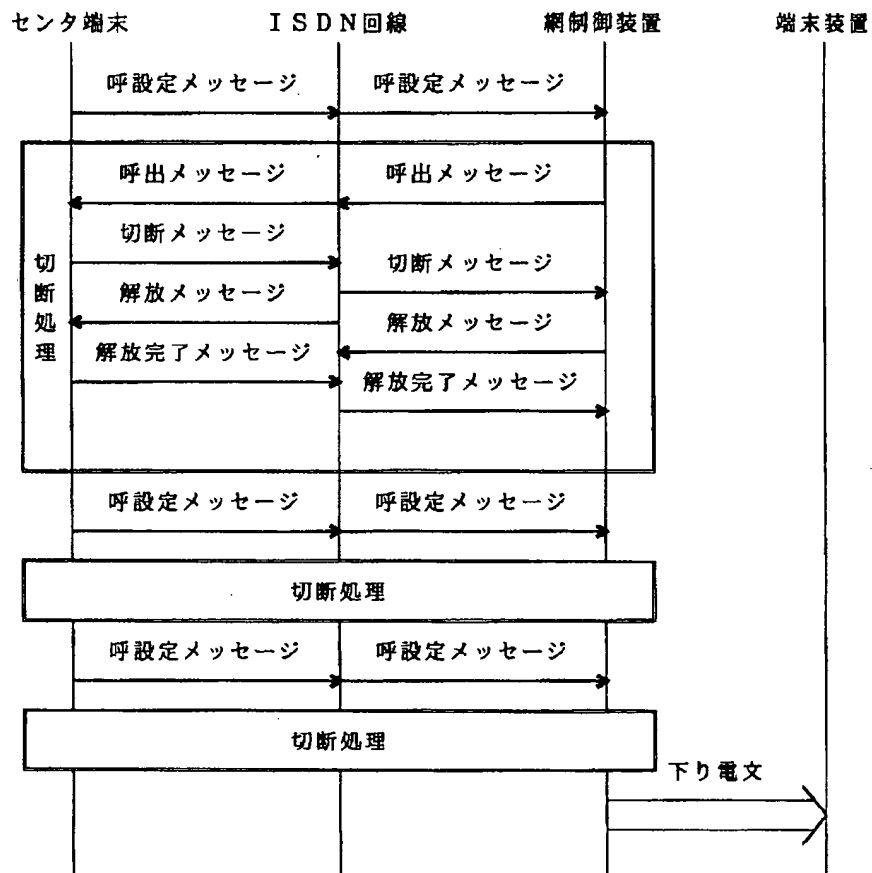 センタ端末 ISDN回線 網制御装置 端末装置
呼設定メッセージ 呼設定メッセージ
呼出メッセージ 呼出メッセージ
切断メッセージ
切断メッセージ
解放メッセージ
解放メッセージ
解放完了メッセージ
解放完了メッセージ
切断処理
呼設定メッセージ 呼設定メッセージ
切断処理
呼設定メッセージ 呼設定メッセージ
切断処理
下り電文